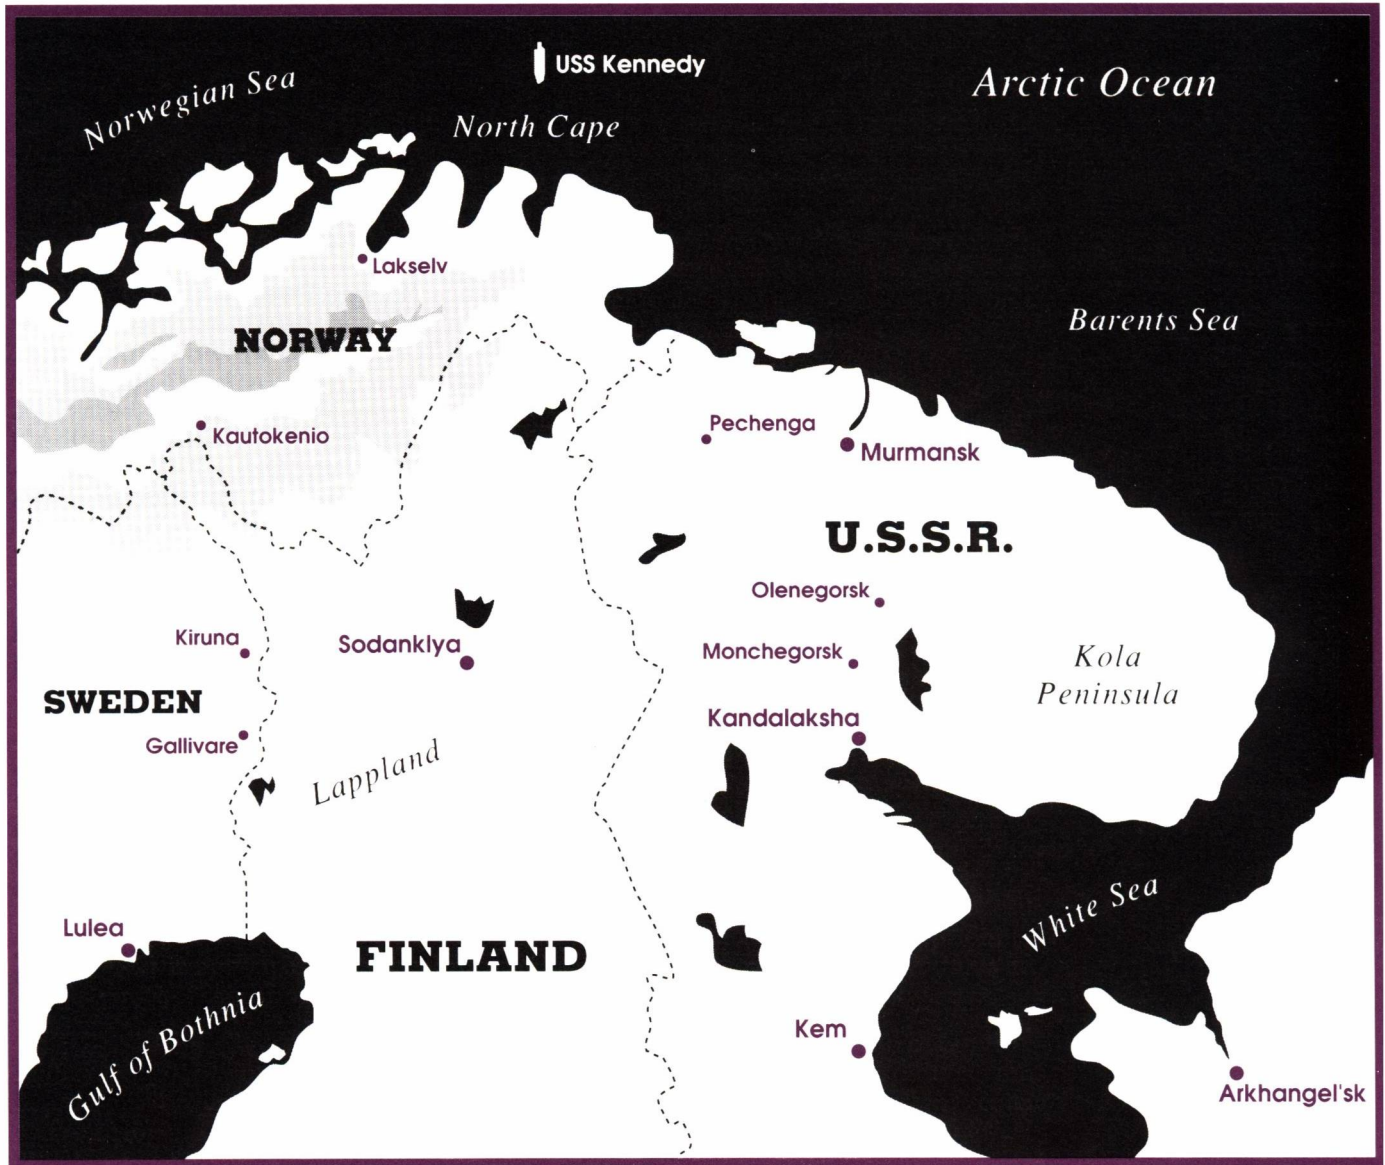 USS Kennedy
Arctic Ocean
Norwegian Sea
North Cape
Lakselv
Barents Sea
NORWAY
Kautokenio
Pechenga
Murmansk
U.S.S.R.
Olenegorsk
Kiruna
Sodanklya
Monchegorsk
Kola
Peninsula
SWEDEN
Kandalaksha
Gallivare
Lappland
White Sea
Lulea
FINLAND
Gulf of Bothnia
Kem
Arkhangel'sk